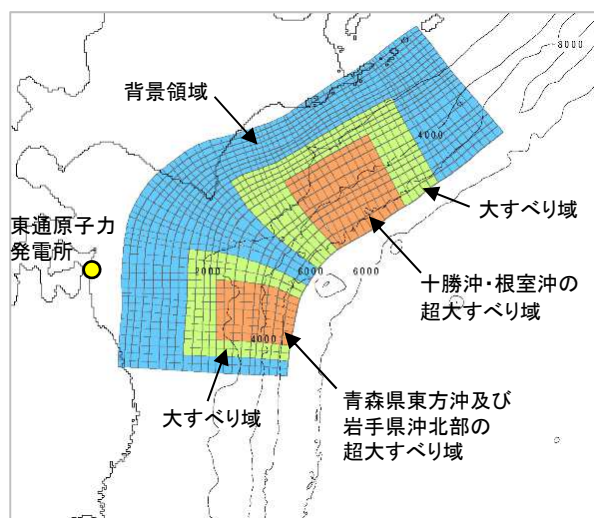 8000
背景領域
4000
大すべり域
東通原子力
発電所
十勝沖・根室沖の
超大すべり域
2000
6000
6000
4000
大すべり域
青森県東方沖及び
岩手県沖北部の
超大すべり域